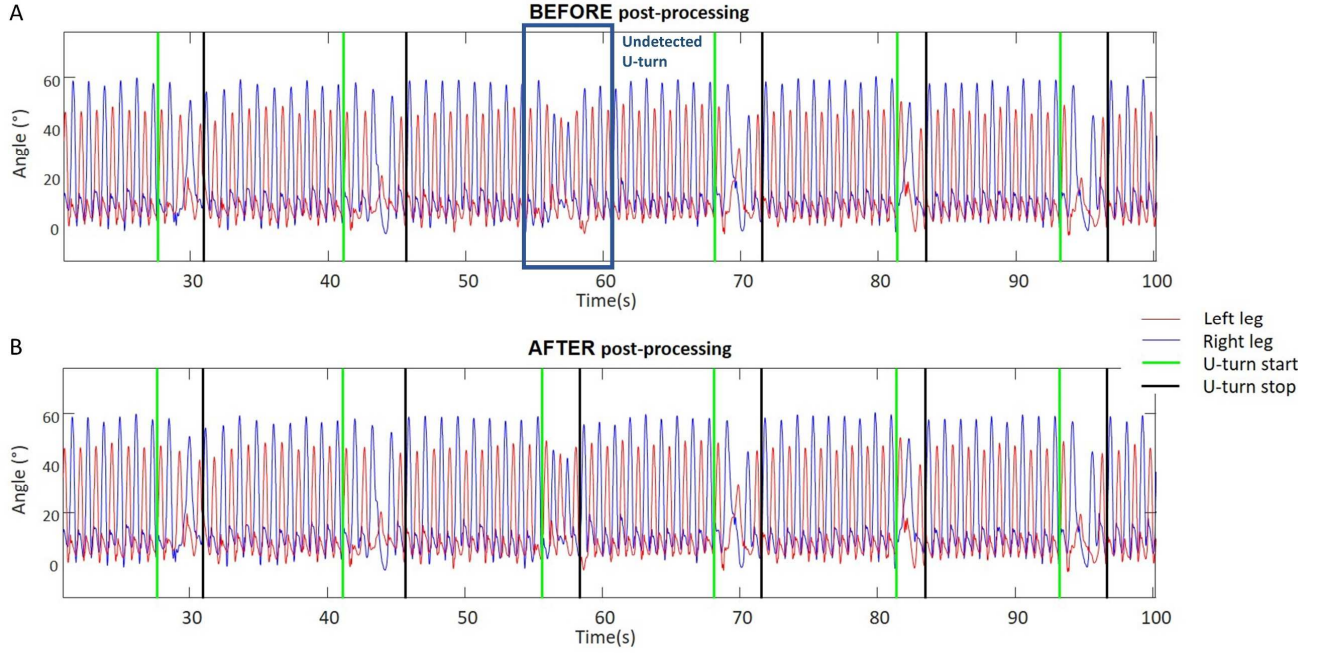 A
BEFORE post-processing
Undetected
U-turn
60
40
20
0
Angle (°)
30 40 50 60 70 80 90 100
Time(s)
Left leg
Right leg
U-turn start
U-turn stop
B
AFTER post-processing
60
40
20
0
Angle (°)
30 40 50 60 70 80 90 100
Time(s)